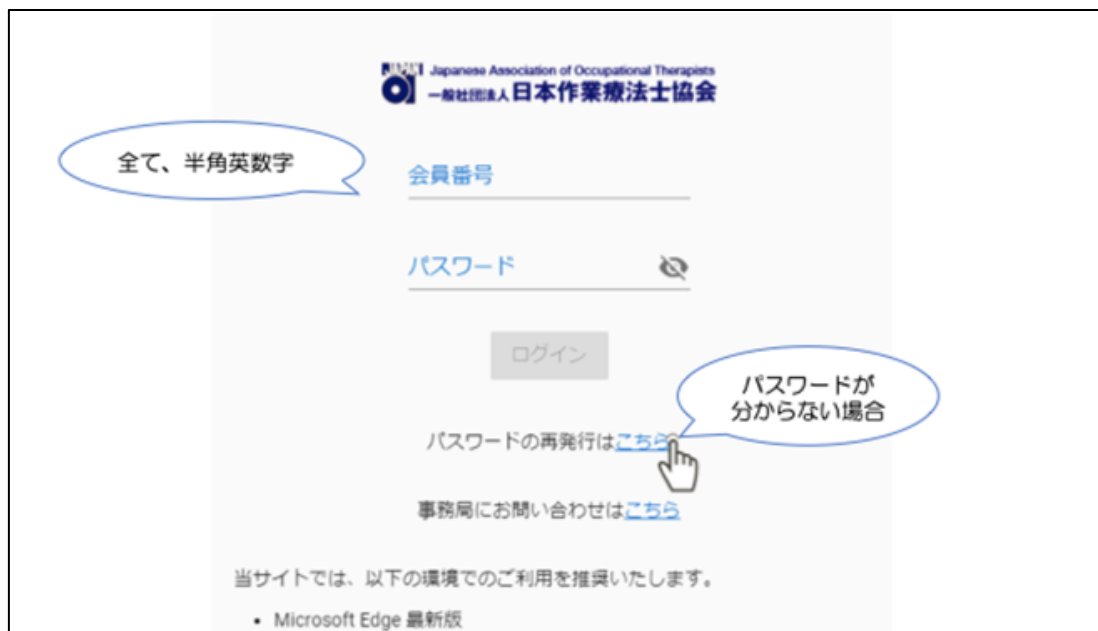 JAPAN
Japanese Association of Occupational Therapists
一般社団法人日本作業療法士協会
全て、半角英数字
会員番号
パスワード
ログイン
パスワードが
分からない場合
パスワードの再発行はこちら
事務局にお問い合わせはこちら
当サイトでは、以下の環境でのご利用を推奨いたします。
• Microsoft Edge 最新版